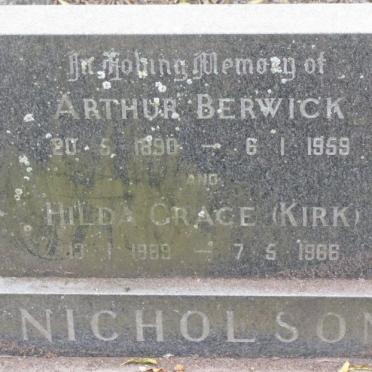 In Loving Memory of
ARTHUR BERWICK
20 5 1890 — 6 1 1959
AND
HILDA GRACE (KIRK)
13 1 1889 — 7 5 1966
NICHOLSON